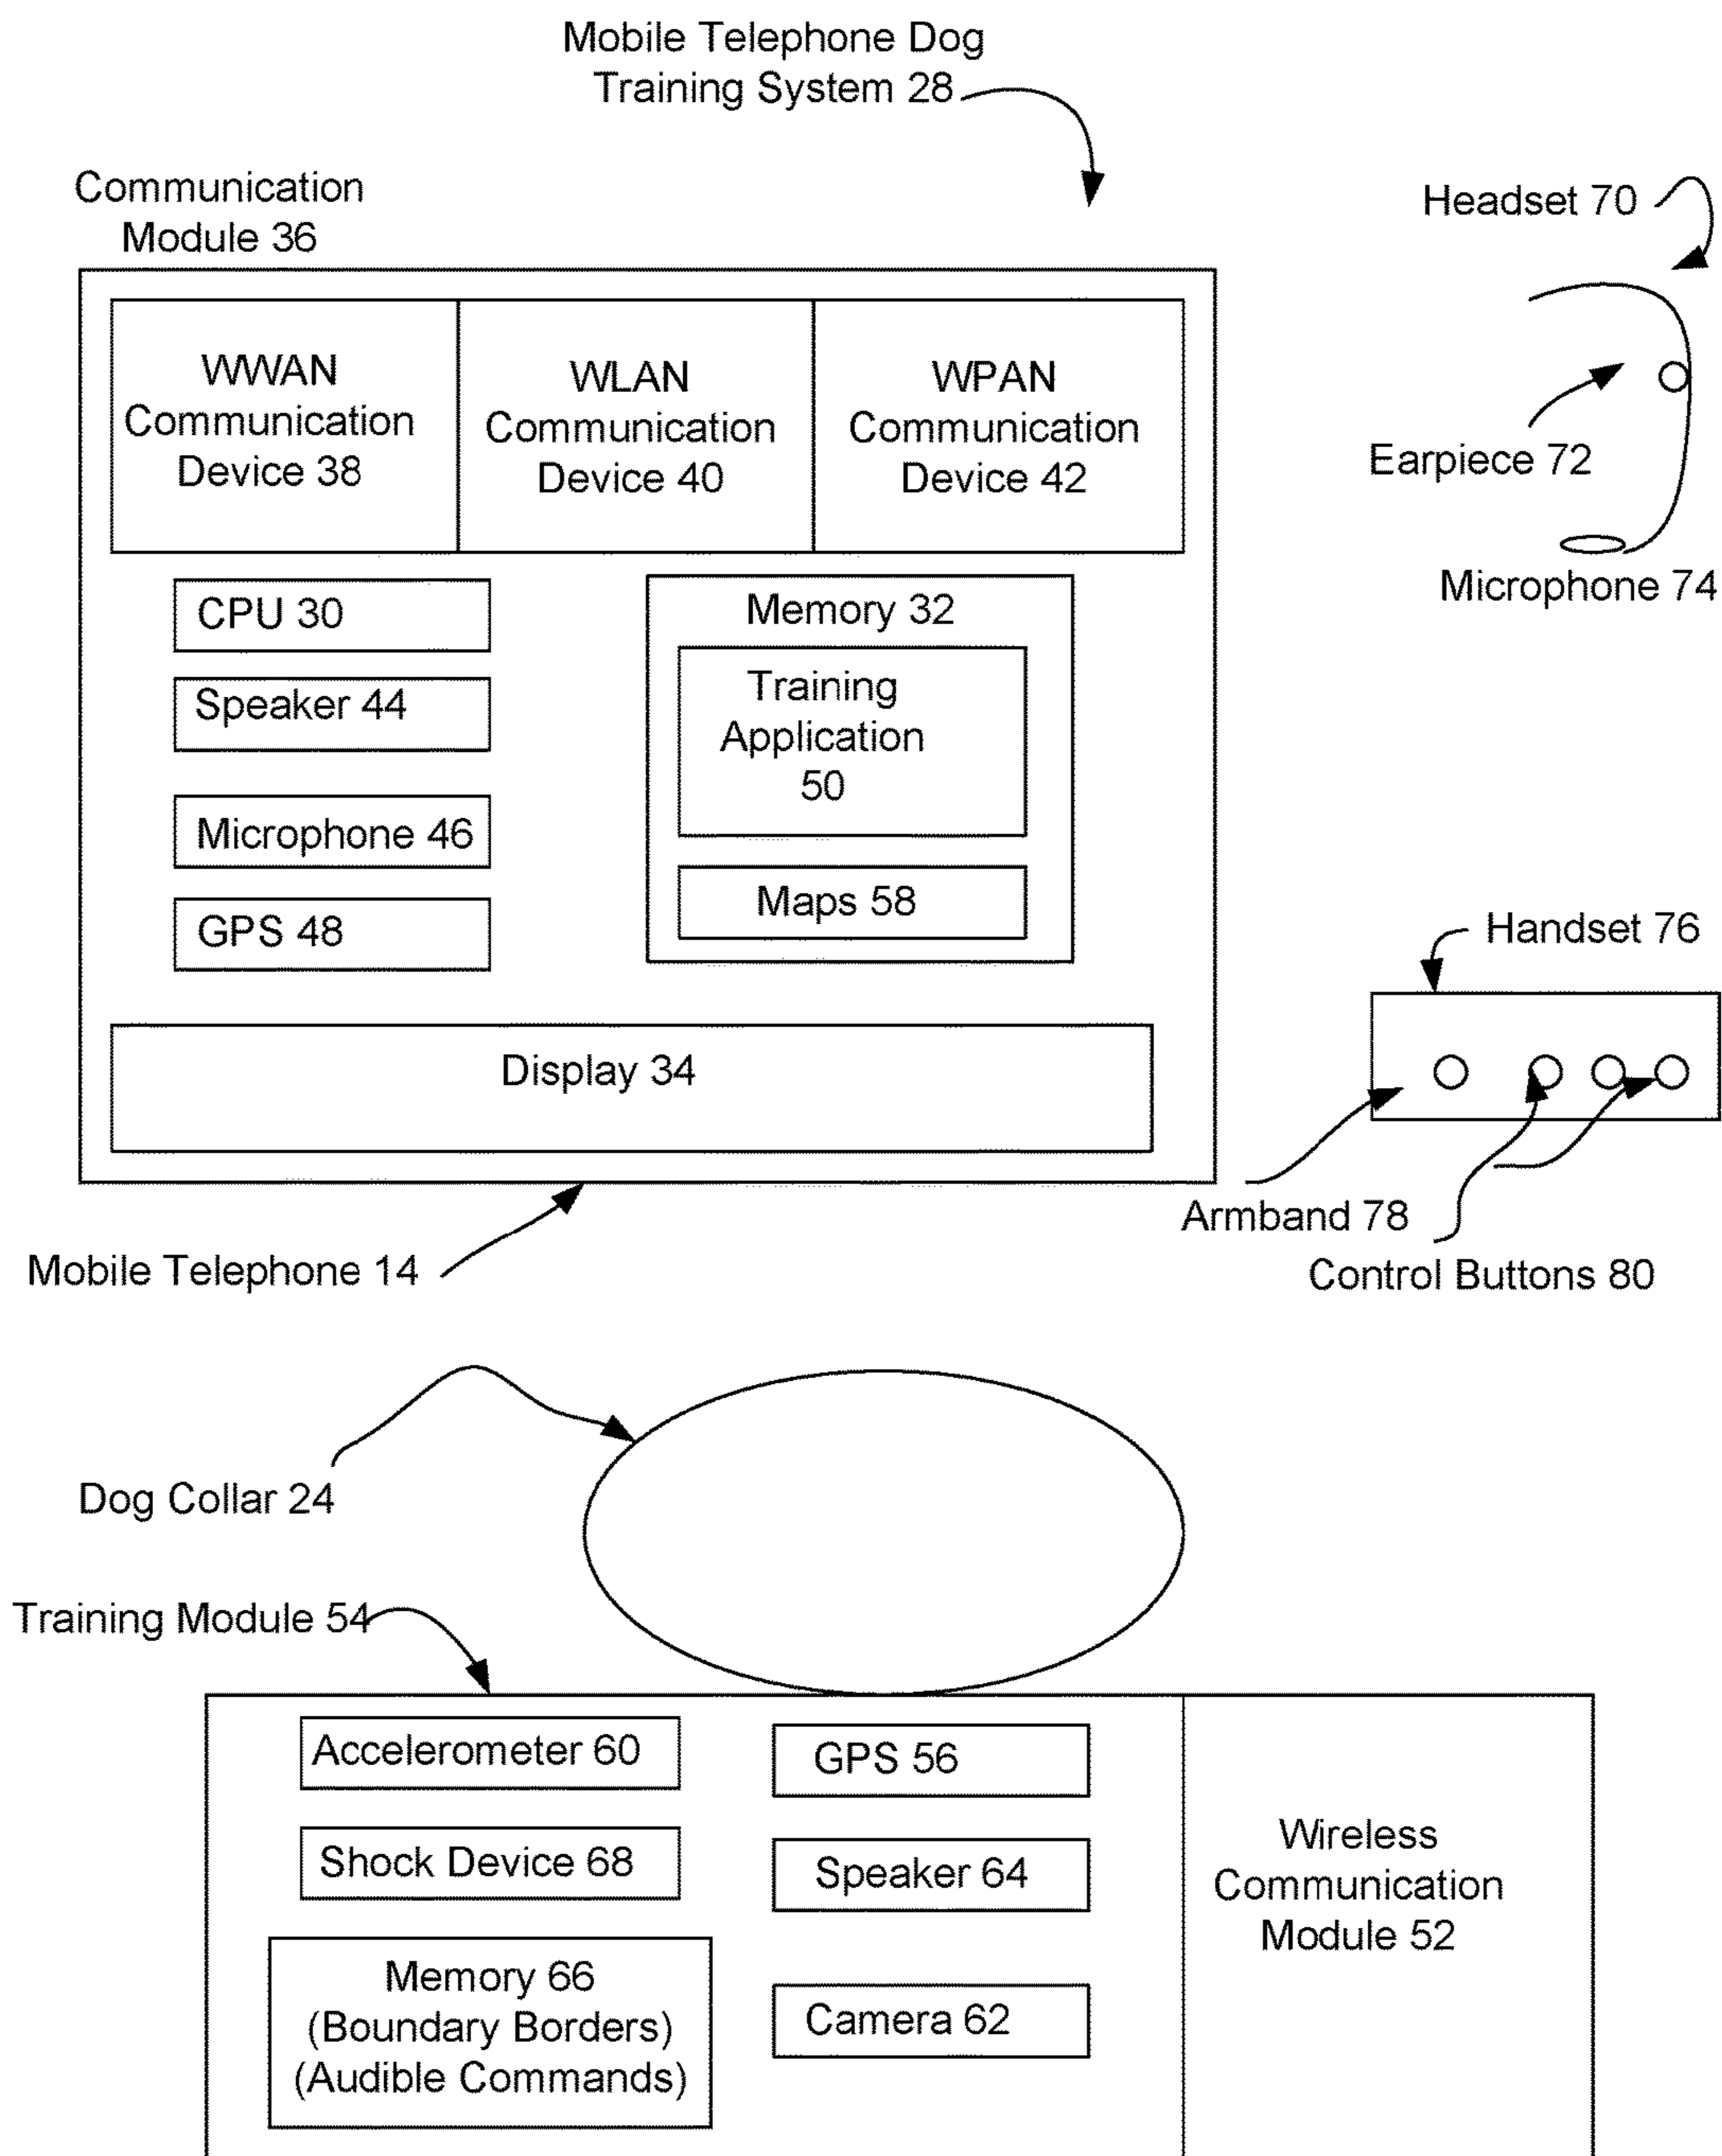 Mobile Telephone Dog
Training System 28
Communication
Module 36
Headset 70
WWAN
Communication
Device 38
WLAN
Communication
Device 40
WPAN
Communication
Device 42
Earpiece 72
Microphone 74
CPU 30
Speaker 44
Microphone 46
GPS 48
Memory 32
Training
Application
50
Maps 58
Handset 76
Display 34
Armband 78
Control Buttons 80
Mobile Telephone 14
Dog Collar 24
Training Module 54
Accelerometer 60
GPS 56
Shock Device 68
Speaker 64
Memory 66
(Boundary Borders)
(Audible Commands)
Camera 62
Wireless
Communication
Module 52